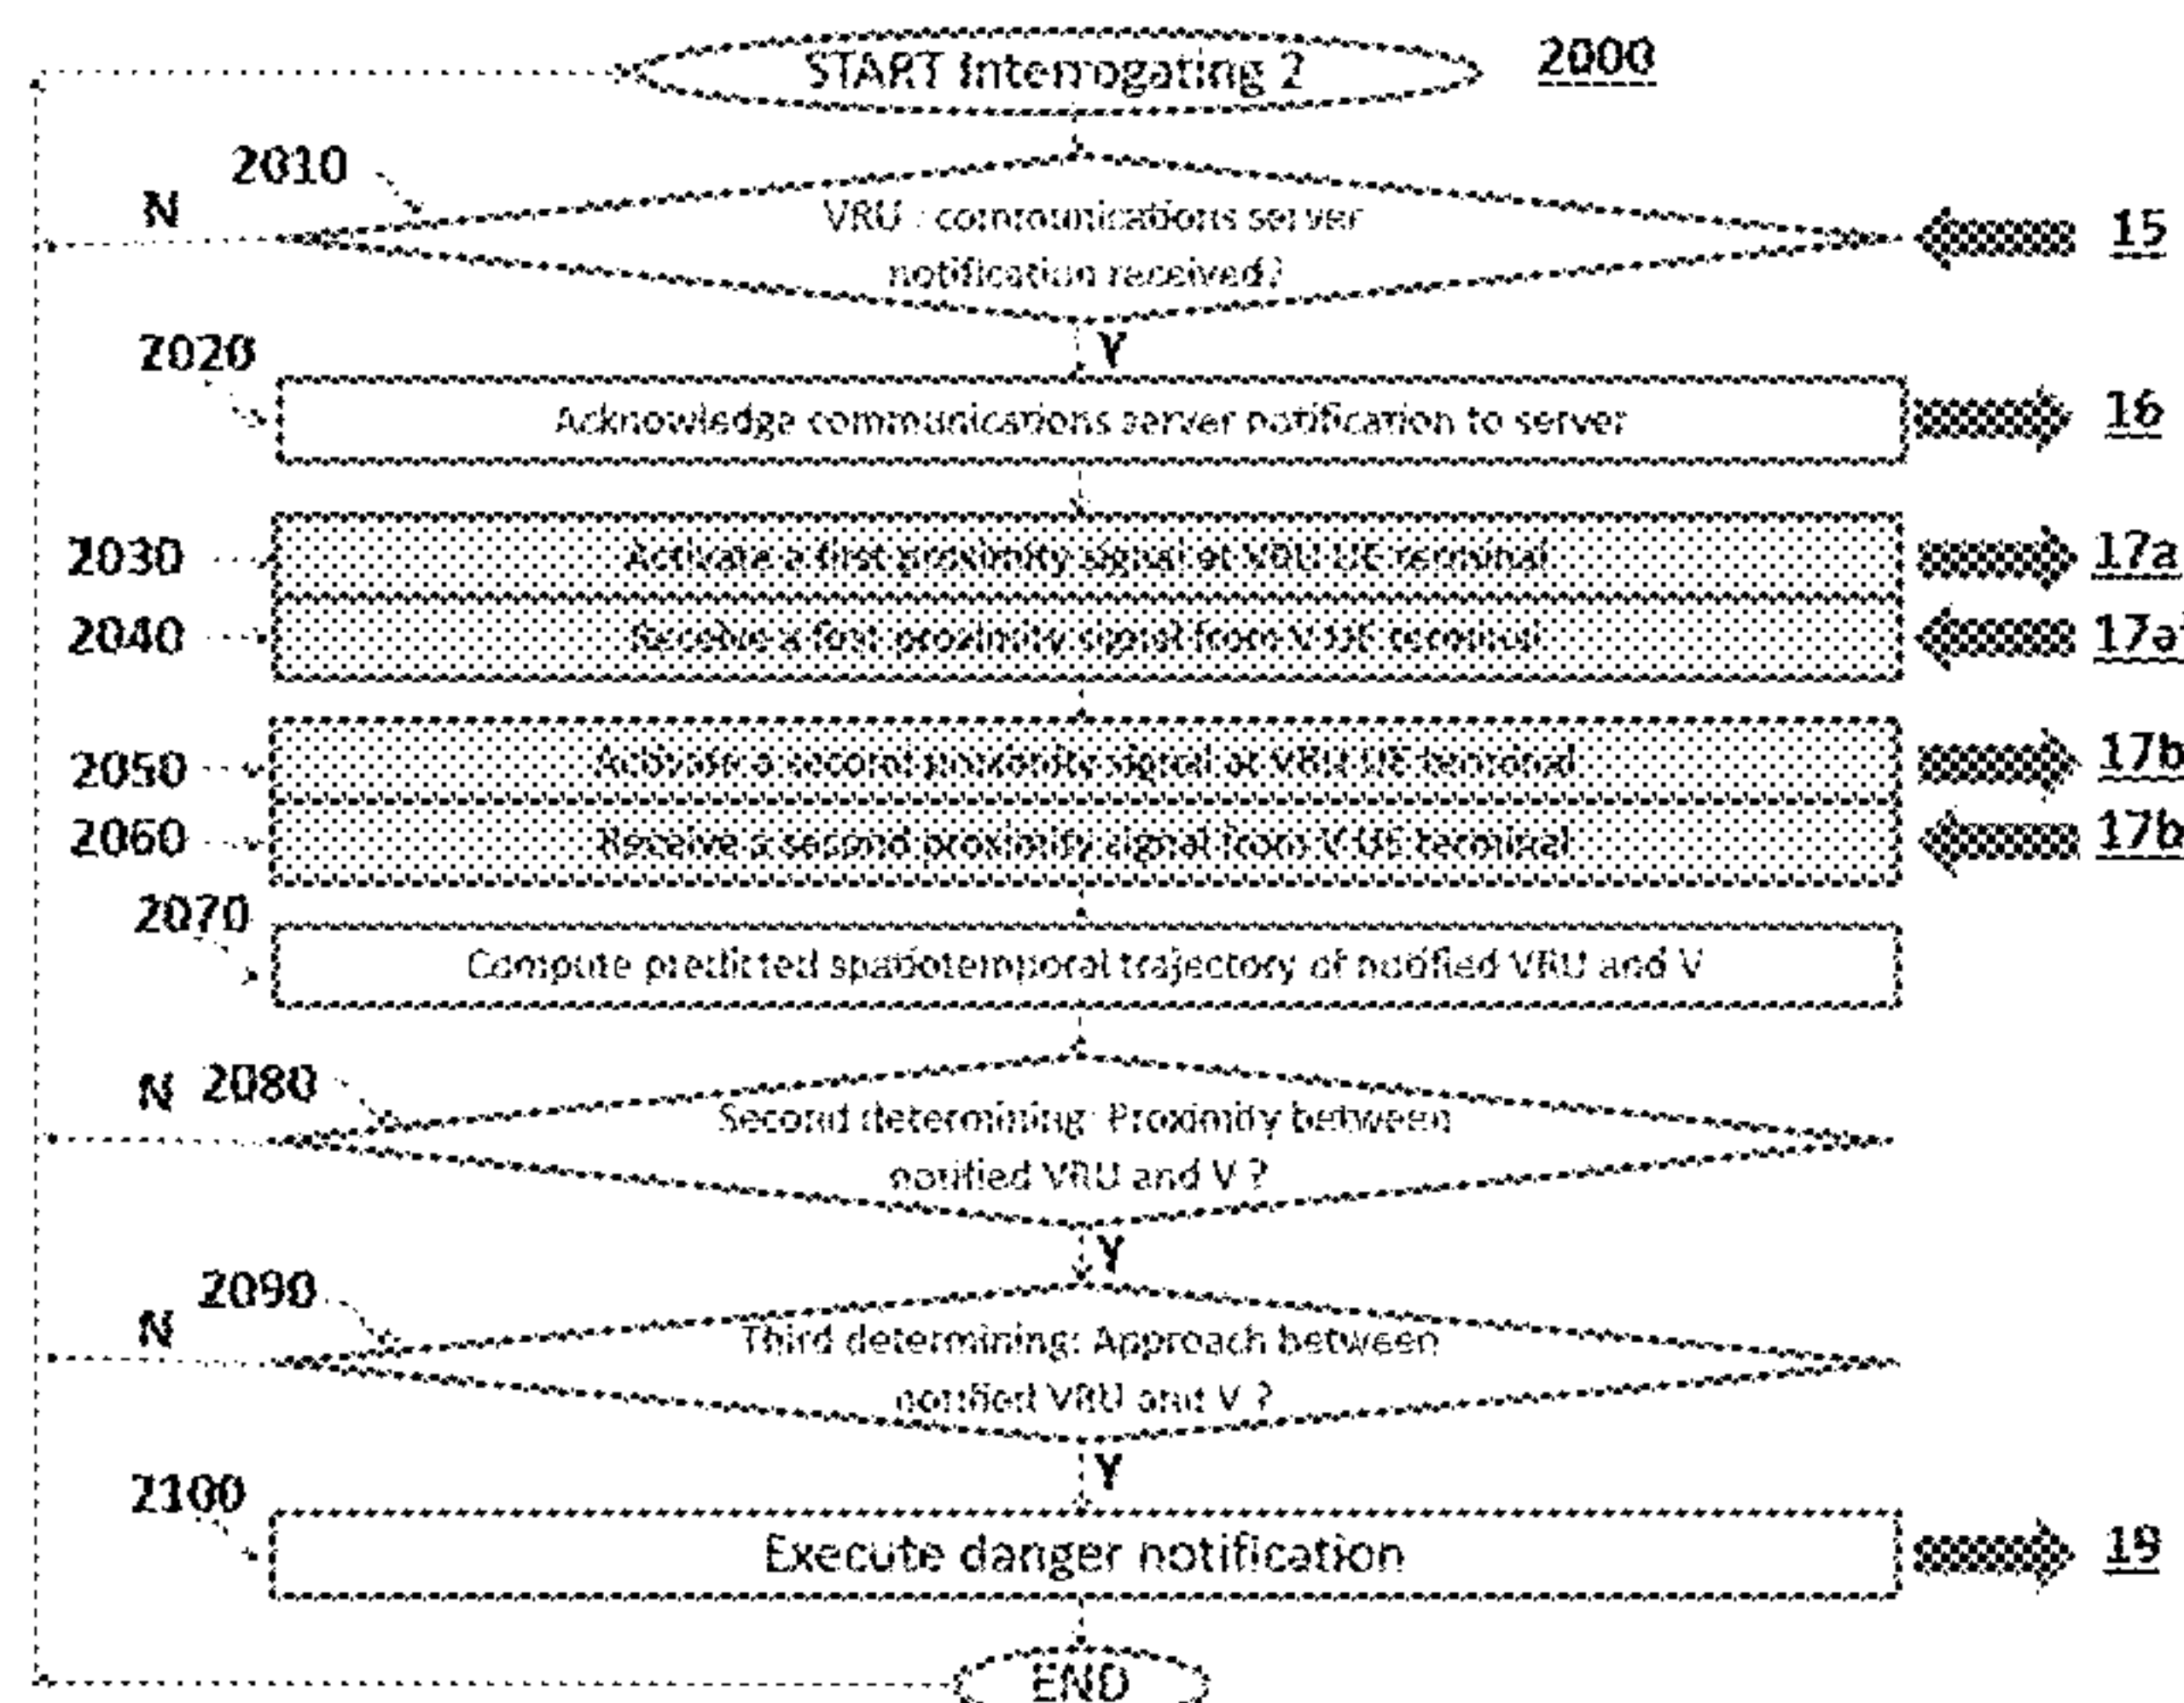 START Interrogating 2
2000
2010
N
VRU : communications server
notification received?
15
Y
2020
Acknowledge communications server notification to server
16
2030
Activate a first proximity signal at VRU UE terminal
17a
2040
Receive a first proximity signal from V UE terminal
17a'
2050
Activate a second proximity signal at VRU UE terminal
17b
2060
Receive a second proximity signal from V UE terminal
17b
2070
Compute predicted spatiotemporal trajectory of notified VRU and V
N
2080
Second determining: Proximity between
notified VRU and V ?
Y
2090
N
Third determining: Approach between
notified VRU and V ?
Y
2100
Execute danger notification
19
END